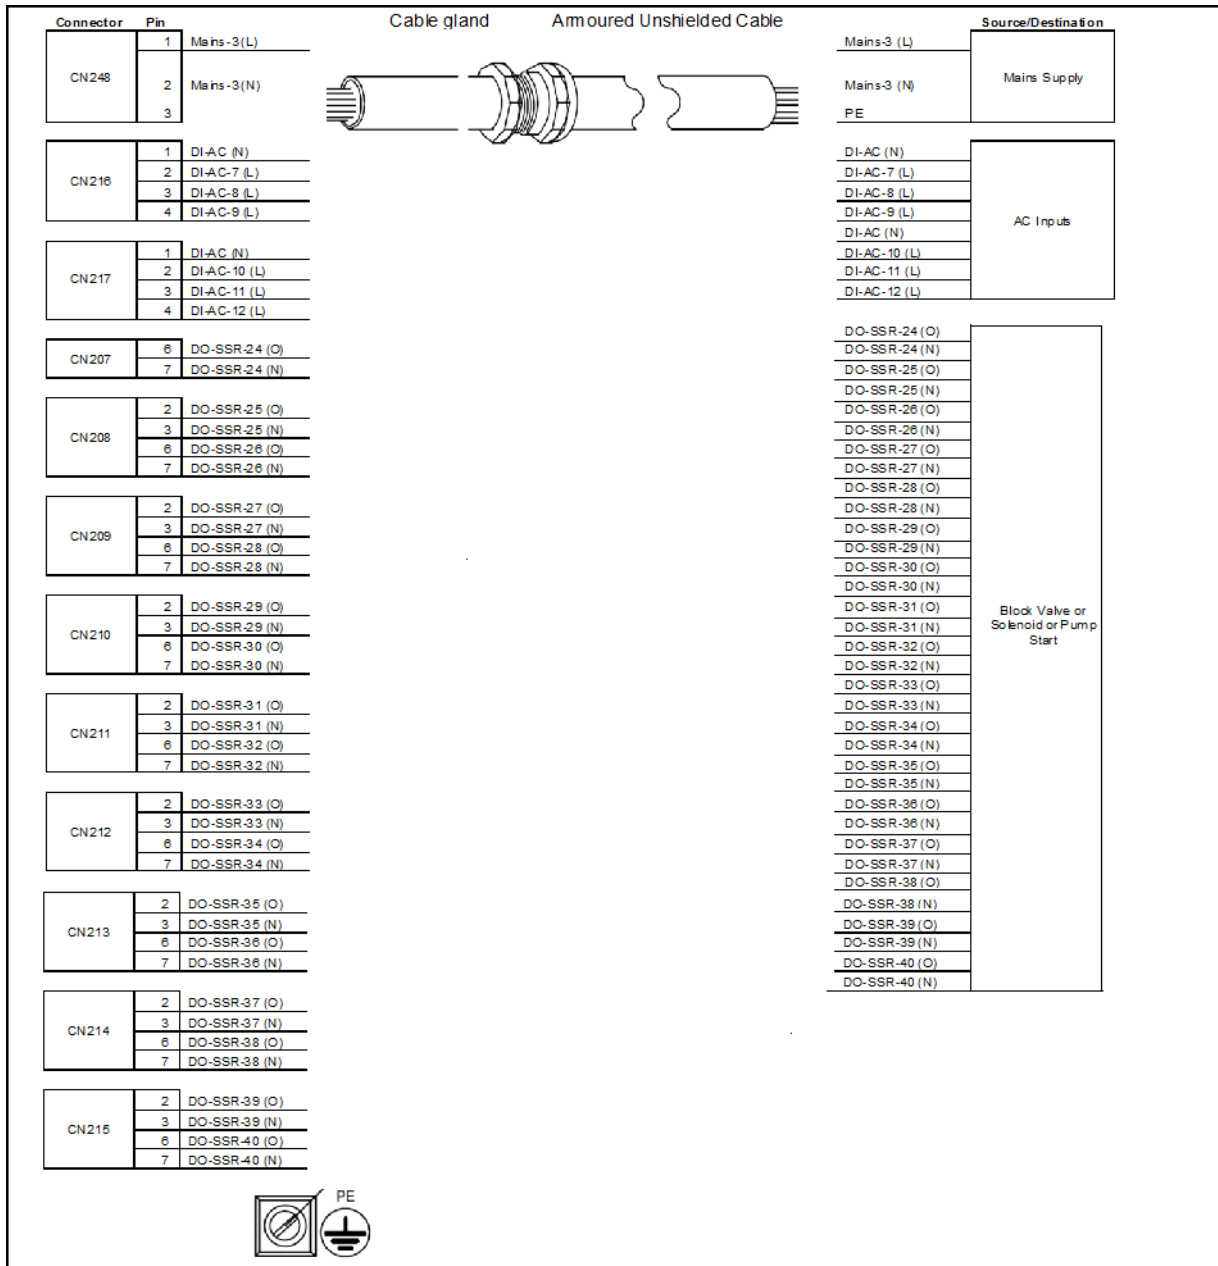 Connector Pin Cable gland Armoured Unshielded Cable Source/Destination
CN248
1 Mains-3(L)
2 Mains-3(N)
3
Mains-3 (L)
Mains-3 (N)
PE
Mains Supply
CN216
1 DI-AC (N)
2 DI-AC-7 (L)
3 DI-AC-8 (L)
4 DI-AC-9 (L)
CN217
1 DI-AC (N)
2 DI-AC-10 (L)
3 DI-AC-11 (L)
4 DI-AC-12 (L)
DI-AC (N)
DI-AC-7 (L)
DI-AC-8 (L)
DI-AC-9 (L)
DI-AC (N)
DI-AC-10 (L)
DI-AC-11 (L)
DI-AC-12 (L)
AC Inputs
CN207
6 DO-SSR-24 (O)
7 DO-SSR-24 (N)
CN208
2 DO-SSR-25 (O)
3 DO-SSR-25 (N)
6 DO-SSR-26 (O)
7 DO-SSR-26 (N)
CN209
2 DO-SSR-27 (O)
3 DO-SSR-27 (N)
6 DO-SSR-28 (O)
7 DO-SSR-28 (N)
CN210
2 DO-SSR-29 (O)
3 DO-SSR-29 (N)
6 DO-SSR-30 (O)
7 DO-SSR-30 (N)
CN211
2 DO-SSR-31 (O)
3 DO-SSR-31 (N)
6 DO-SSR-32 (O)
7 DO-SSR-32 (N)
CN212
2 DO-SSR-33 (O)
3 DO-SSR-33 (N)
6 DO-SSR-34 (O)
7 DO-SSR-34 (N)
CN213
2 DO-SSR-35 (O)
3 DO-SSR-35 (N)
6 DO-SSR-36 (O)
7 DO-SSR-36 (N)
CN214
2 DO-SSR-37 (O)
3 DO-SSR-37 (N)
6 DO-SSR-38 (O)
7 DO-SSR-38 (N)
CN215
2 DO-SSR-39 (O)
3 DO-SSR-39 (N)
6 DO-SSR-40 (O)
7 DO-SSR-40 (N)
DO-SSR-24 (O)
DO-SSR-24 (N)
DO-SSR-25 (O)
DO-SSR-25 (N)
DO-SSR-26 (O)
DO-SSR-26 (N)
DO-SSR-27 (O)
DO-SSR-27 (N)
DO-SSR-28 (O)
DO-SSR-28 (N)
DO-SSR-29 (O)
DO-SSR-29 (N)
DO-SSR-30 (O)
DO-SSR-30 (N)
DO-SSR-31 (O)
DO-SSR-31 (N)
DO-SSR-32 (O)
DO-SSR-32 (N)
DO-SSR-33 (O)
DO-SSR-33 (N)
DO-SSR-34 (O)
DO-SSR-34 (N)
DO-SSR-35 (O)
DO-SSR-35 (N)
DO-SSR-36 (O)
DO-SSR-36 (N)
DO-SSR-37 (O)
DO-SSR-37 (N)
DO-SSR-38 (O)
DO-SSR-38 (N)
DO-SSR-39 (O)
DO-SSR-39 (N)
DO-SSR-40 (O)
DO-SSR-40 (N)
Block Valve or
Solenoid or Pump
Start
PE